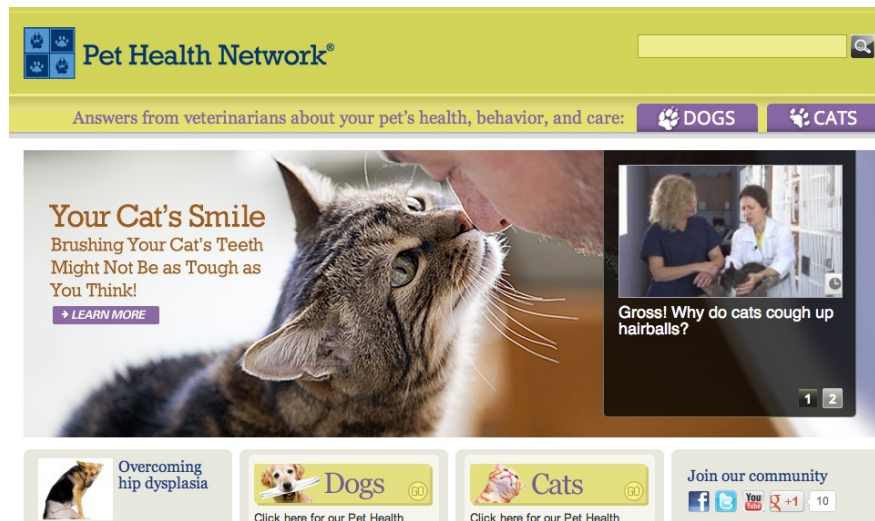 Pet Health Network®
Answers from veterinarians about your pet's health, behavior, and care:
DOGS
CATS
Your Cat's Smile
Brushing Your Cat's Teeth
Might Not Be as Tough as
You Think!
LEARN MORE
Gross! Why do cats cough up
hairballs?
1 2
Overcoming
hip dysplasia
Dogs GO
Click here for our Pet Health
Cats GO
Click here for our Pet Health
Join our community
f You Tube g +1 10